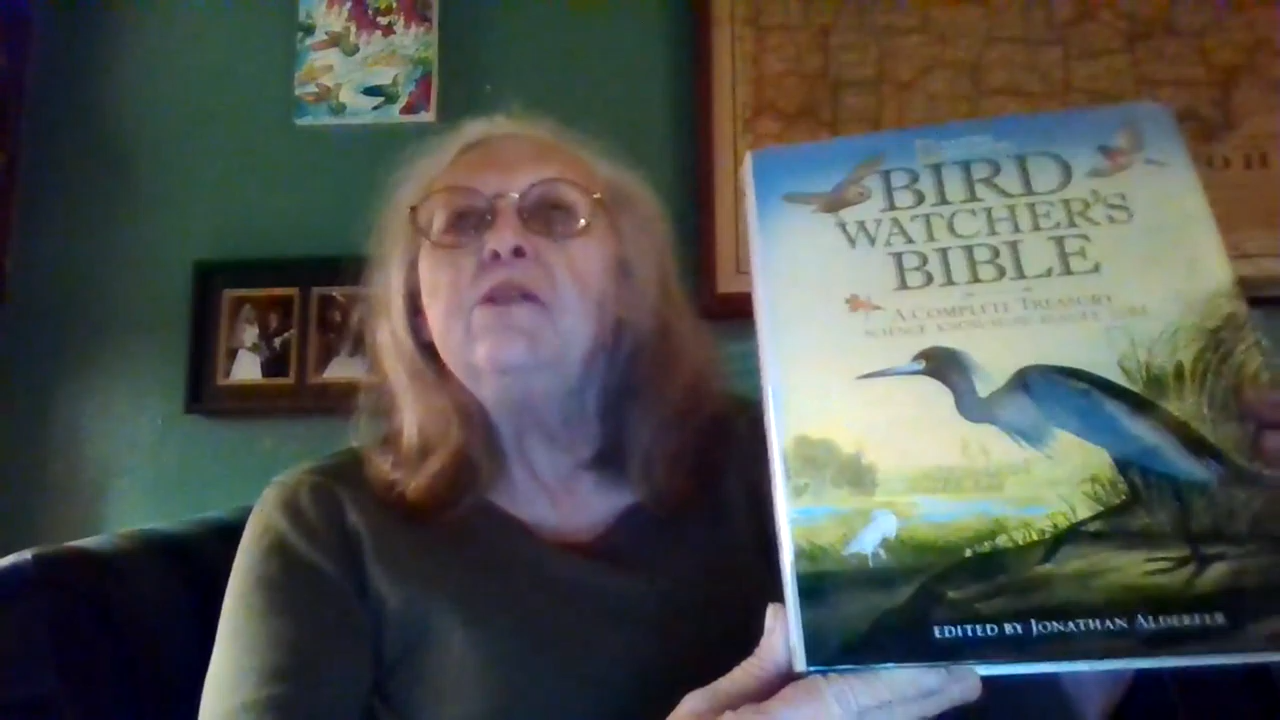 BIRD
WATCHER'S
BIBLE
A COMPLETE TREASURY
EDITED BY JONATHAN ALDERFER